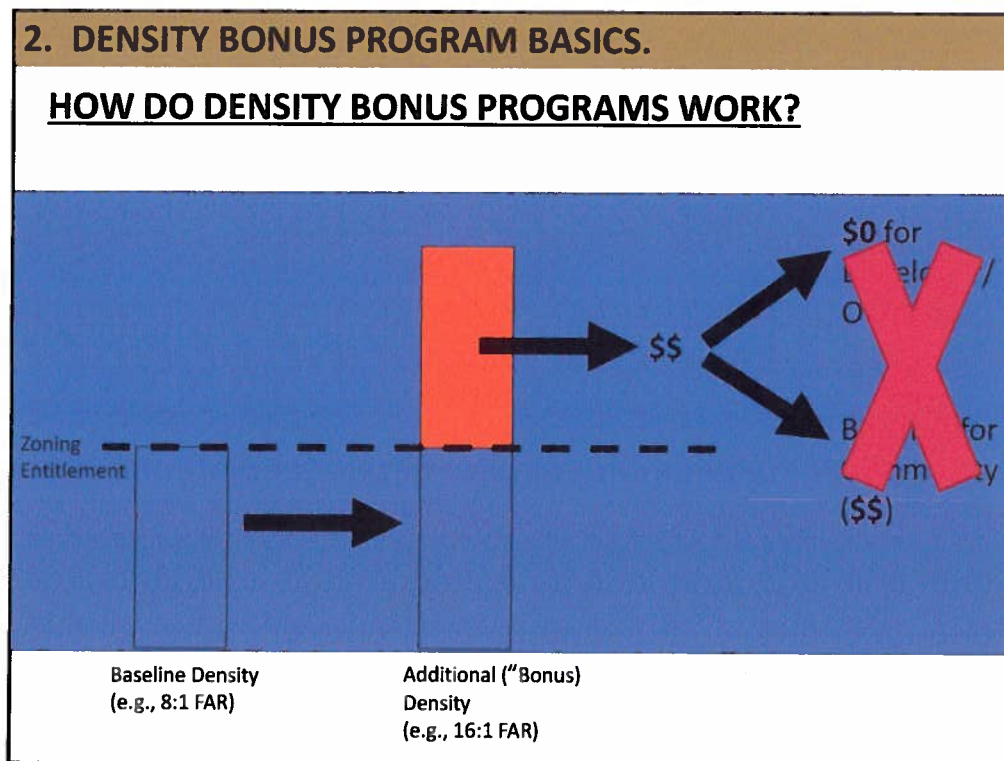 2. DENSITY BONUS PROGRAM BASICS.
HOW DO DENSITY BONUS PROGRAMS WORK?
$0 for
/
$$
Zoning
Entitlement
for
($$)
Baseline Density
(e.g., 8:1 FAR)
Additional ("Bonus)
Density
(e.g., 16:1 FAR)